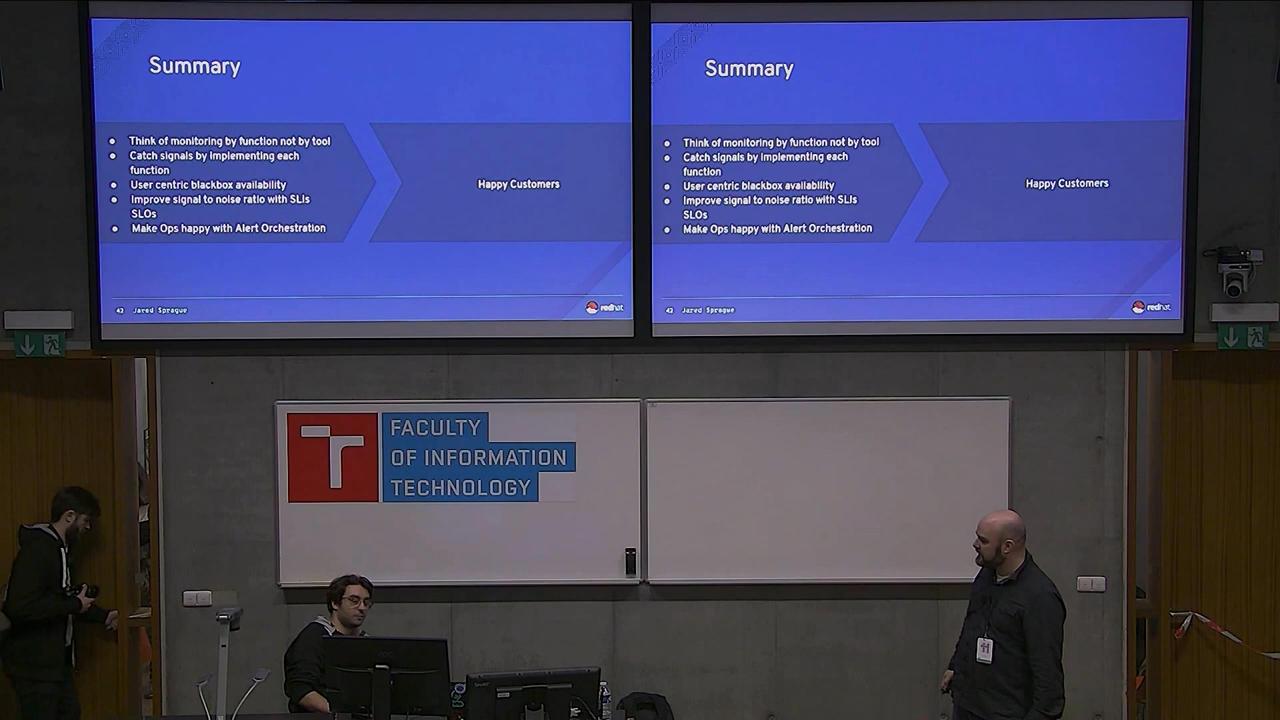 Summary
● Think of monitoring by function not by tool
● Catch signals by implementing each
function
● User centric blackbox availability
● Improve signal to noise ratio with SLIs
SLOs
● Make Ops happy with Alert Orchestration
Happy Customers
42 Jared Sprague
redhat
Summary
● Think of monitoring by function not by tool
● Catch signals by implementing each
function
● User centric blackbox availability
● Improve signal to noise ratio with SLIs
SLOs
● Make Ops happy with Alert Orchestration
Happy Customers
42 Jared Sprague
redhat
T
FACULTY
OF INFORMATION
TECHNOLOGY